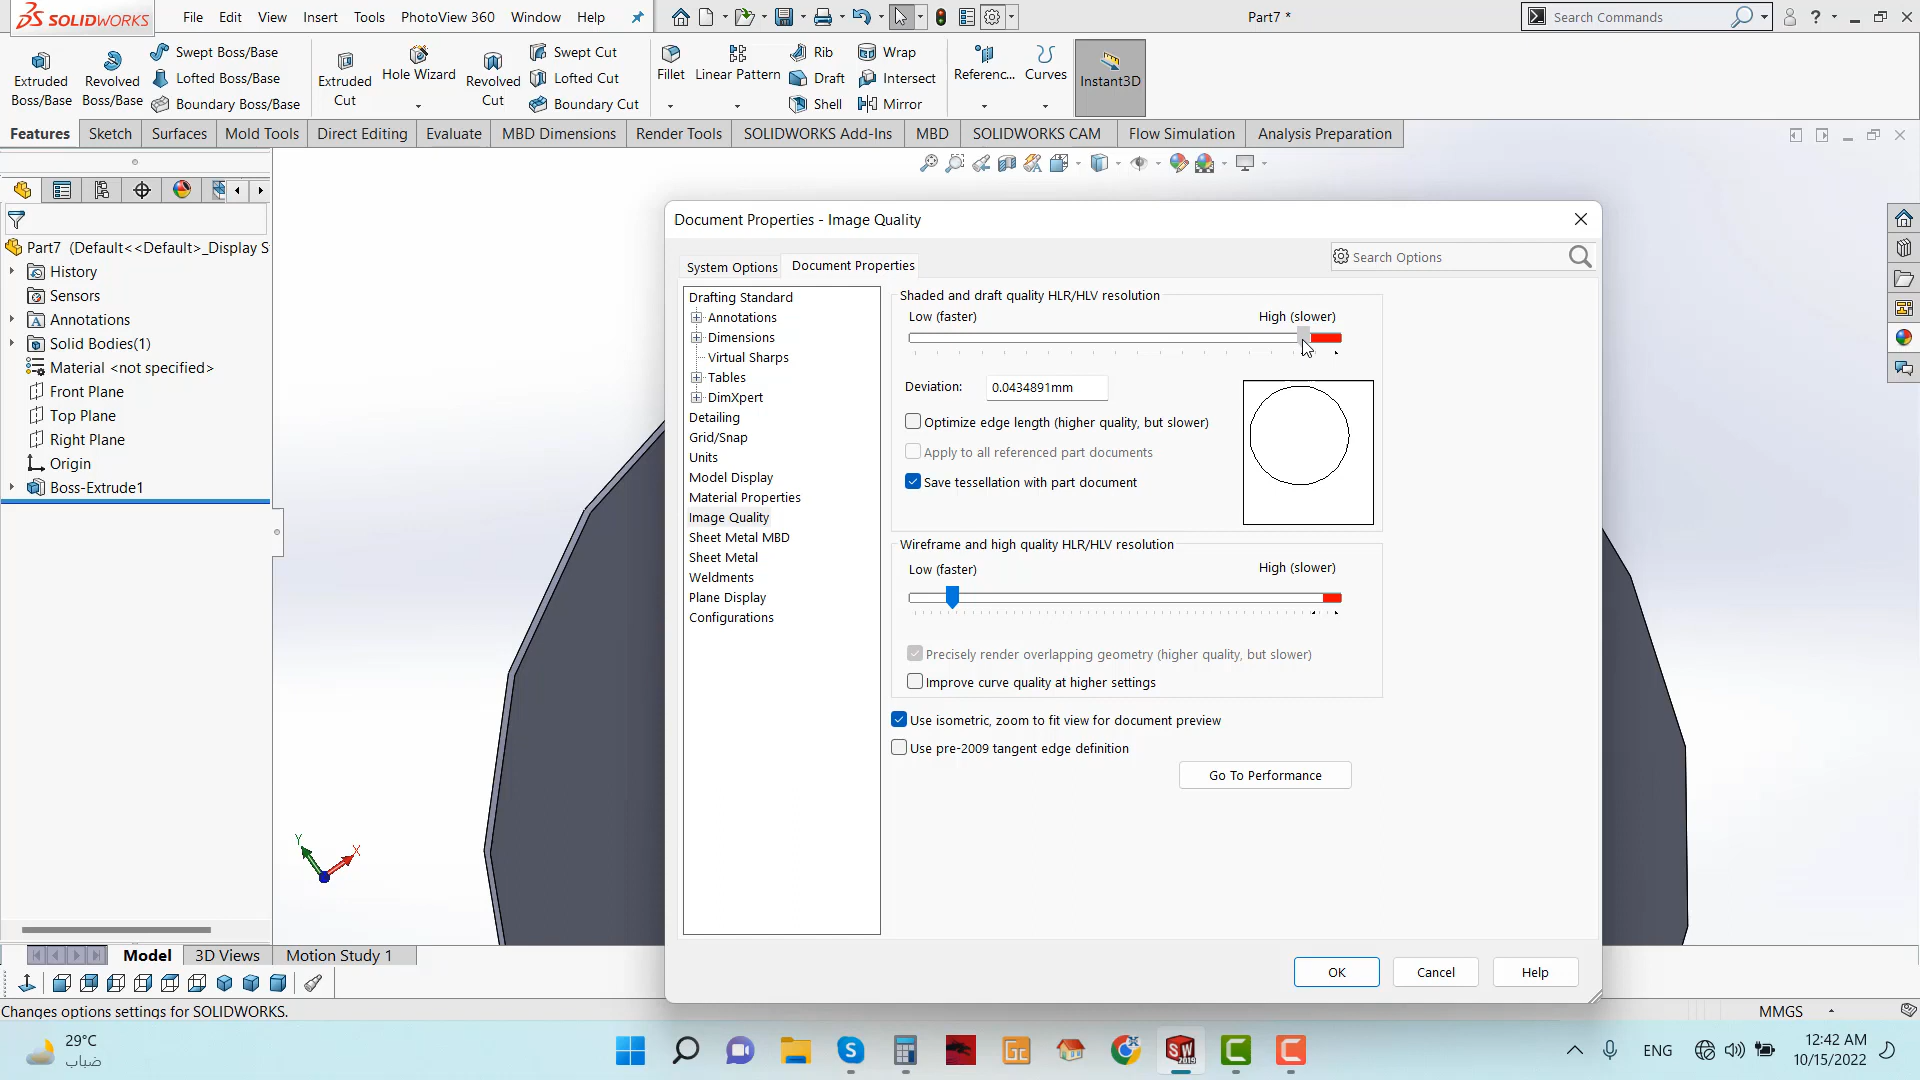 SOLIDWORKS File Edit View Insert Tools PhotoView 360 Window Help Part7 * Search Commands
Extruded Boss/Base
Revolved Boss/Base
Swept Boss/Base
Lofted Boss/Base
Boundary Boss/Base
Extruded Cut
Hole Wizard
Revolved Cut
Swept Cut
Lofted Cut
Boundary Cut
Fillet
Linear Pattern
Rib
Draft
Shell
Wrap
Intersect
Mirror
Referenc...
Curves
Instant3D
Features Sketch Surfaces Mold Tools Direct Editing Evaluate MBD Dimensions Render Tools SOLIDWORKS Add-Ins MBD SOLIDWORKS CAM Flow Simulation Analysis Preparation
Part7 (Default<<Default>_Display S
History
Sensors
Annotations
Solid Bodies(1)
Material <not specified>
Front Plane
Top Plane
Right Plane
Origin
Boss-Extrude1
Y X
Document Properties - Image Quality
System Options Document Properties Search Options
Drafting Standard
Annotations
Dimensions
Virtual Sharps
Tables
DimXpert
Detailing
Grid/Snap
Units
Model Display
Material Properties
Image Quality
Sheet Metal MBD
Sheet Metal
Weldments
Plane Display
Configurations
Shaded and draft quality HLR/HLV resolution
Low (faster) High (slower)
Deviation: 0.0434891mm
Optimize edge length (higher quality, but slower)
Apply to all referenced part documents
Save tessellation with part document
Wireframe and high quality HLR/HLV resolution
Low (faster) High (slower)
Precisely render overlapping geometry (higher quality, but slower)
Improve curve quality at higher settings
Use isometric, zoom to fit view for document preview
Use pre-2009 tangent edge definition
Go To Performance
OK Cancel Help
Model 3D Views Motion Study 1
Changes options settings for SOLIDWORKS. MMGS
29°C
ضباب
SW
2019
ENG
12:42 AM
10/15/2022